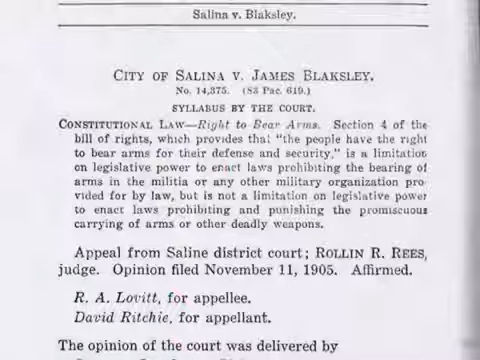 Salina v. Blaksley.
CITY OF SALINA V. JAMES BLAKSLEY.
No. 14,375. (83 Pac. 619.)
SYLLABUS BY THE COURT.
CONSTITUTIONAL LAW—Right to Bear Arms. Section 4 of the
bill of rights, which provides that "the people have the right
to bear arms for their defense and security," is a limitation
on legislative power to enact laws prohibiting the bearing of
arms in the militia or any other military organization pro-
vided for by law, but is not a limitation on legislative power
to enact laws prohibiting and punishing the promiscuous
carrying of arms or other deadly weapons.
Appeal from Saline district court; ROLLIN R. REES,
judge. Opinion filed November 11, 1905. Affirmed.
R. A. Lovitt, for appellee.
David Ritchie, for appellant.
The opinion of the court was delivered by